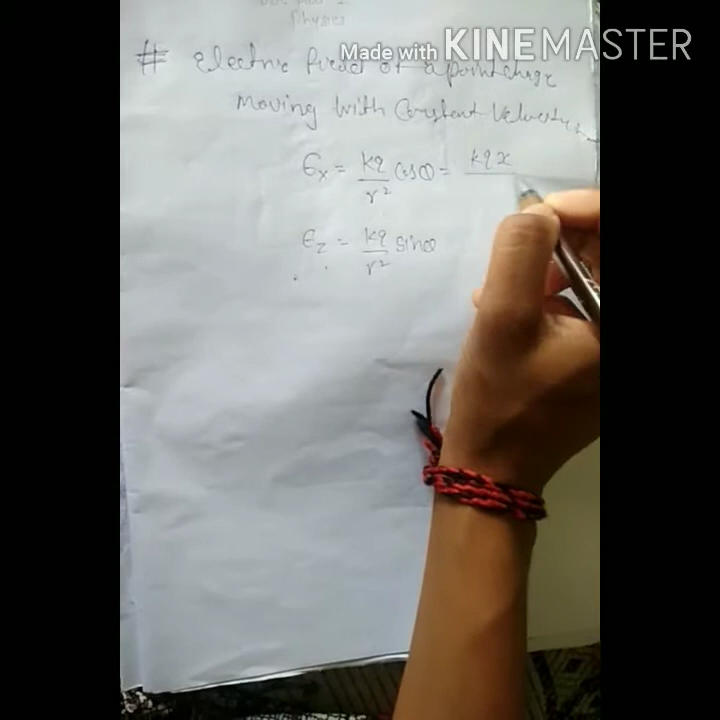 Physics
Made with KINEMASTER
# Electric field of a point charge
moving with Constant Velocity
Ex = kq/r² Cosθ = kqx
Ez = kq/r² Sinθ